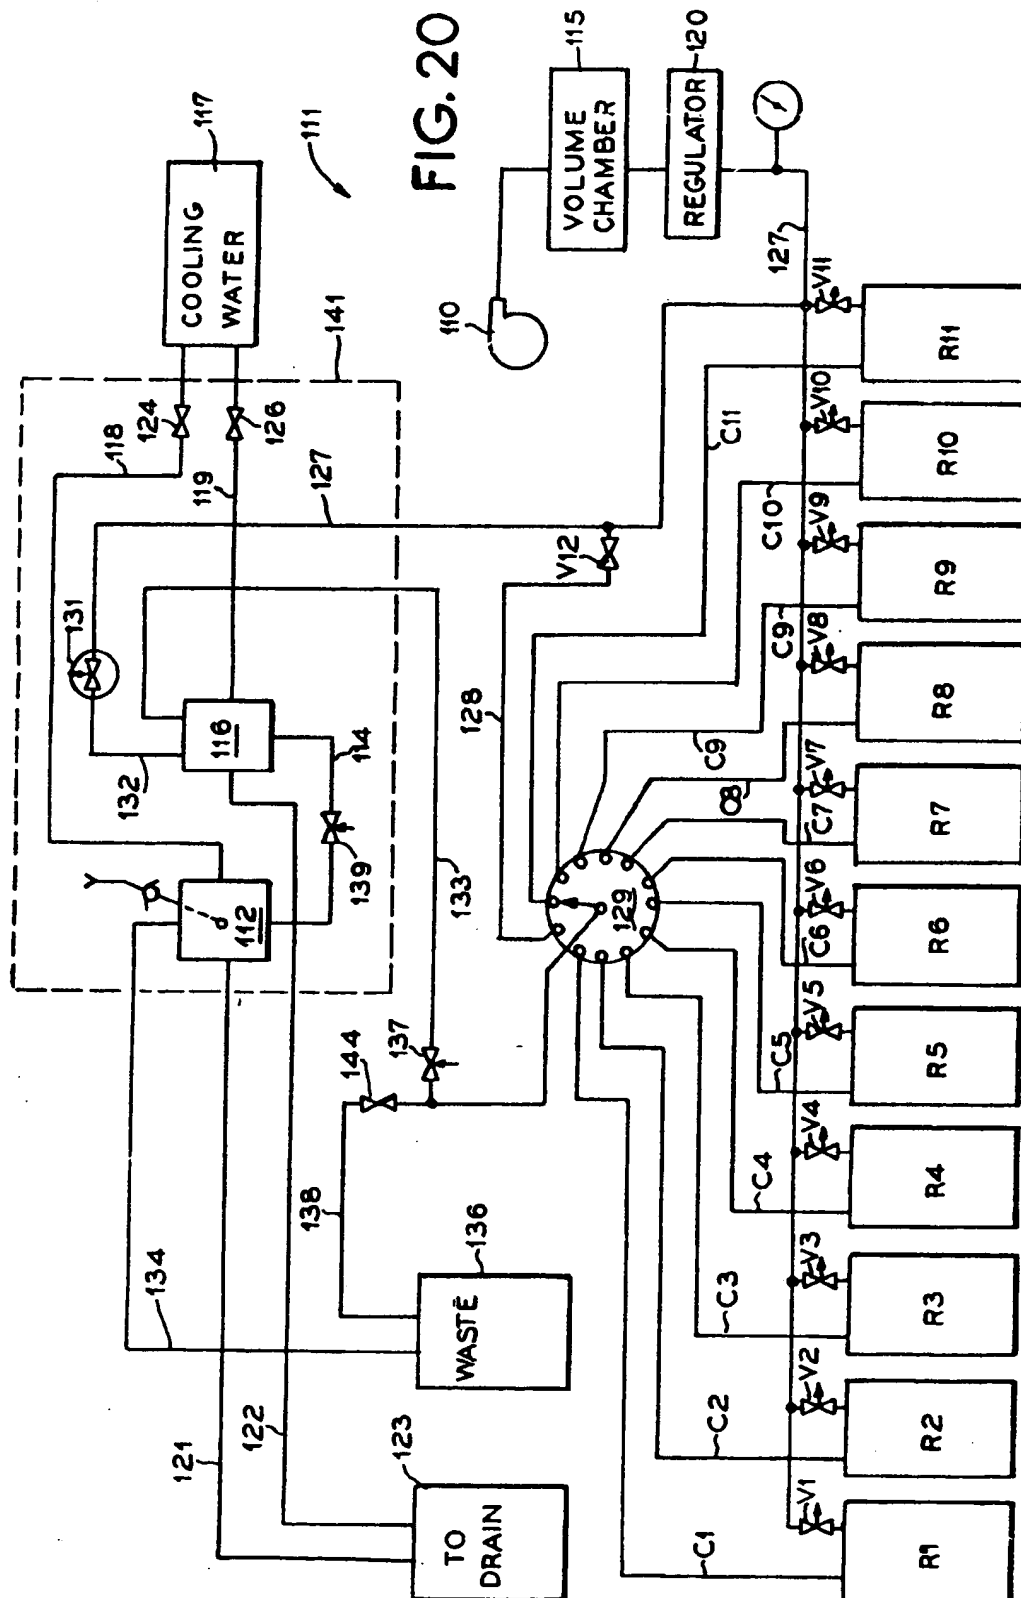 FIG. 20
111
117
COOLING
WATER
141
124
126
118
119
127
131
132
116
114
139
112
133
134
121
122
123
TO
DRAIN
136
WASTE
138
144
137
128
V12
129
110
115
VOLUME
CHAMBER
120
REGULATOR
127
C1
C2
C3
C4
C5
C6
C7
C8
C9
C9
C10
C11
V1
V2
V3
V4
V5
V6
V7
V8
V9
V10
V11
R1
R2
R3
R4
R5
R6
R7
R8
R9
R10
R11